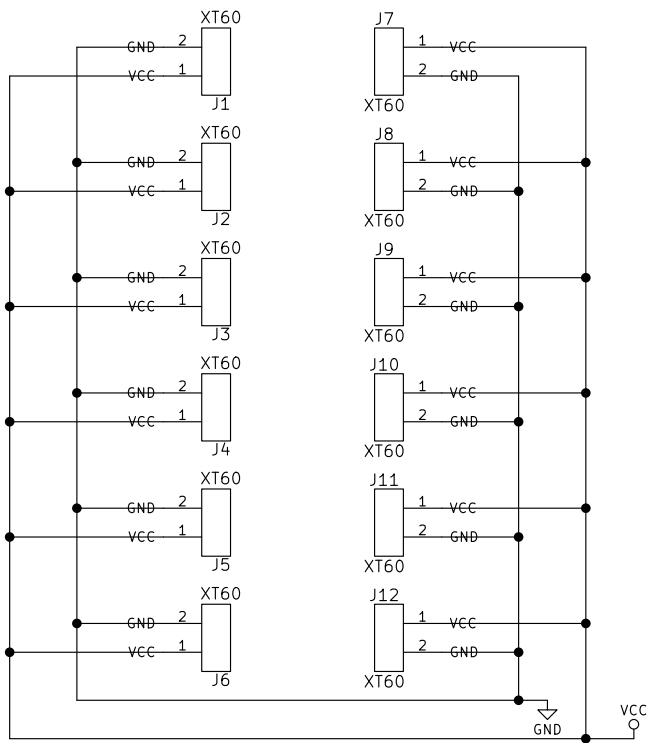 XT60
GND 2
VCC 1
J1
XT60
GND 2
VCC 1
J2
XT60
GND 2
VCC 1
J3
XT60
GND 2
VCC 1
J4
XT60
GND 2
VCC 1
J5
XT60
GND 2
VCC 1
J6
J7
1 VCC
2 GND
XT60
J8
1 VCC
2 GND
XT60
J9
1 VCC
2 GND
XT60
J10
1 VCC
2 GND
XT60
J11
1 VCC
2 GND
XT60
J12
1 VCC
2 GND
XT60
GND
VCC